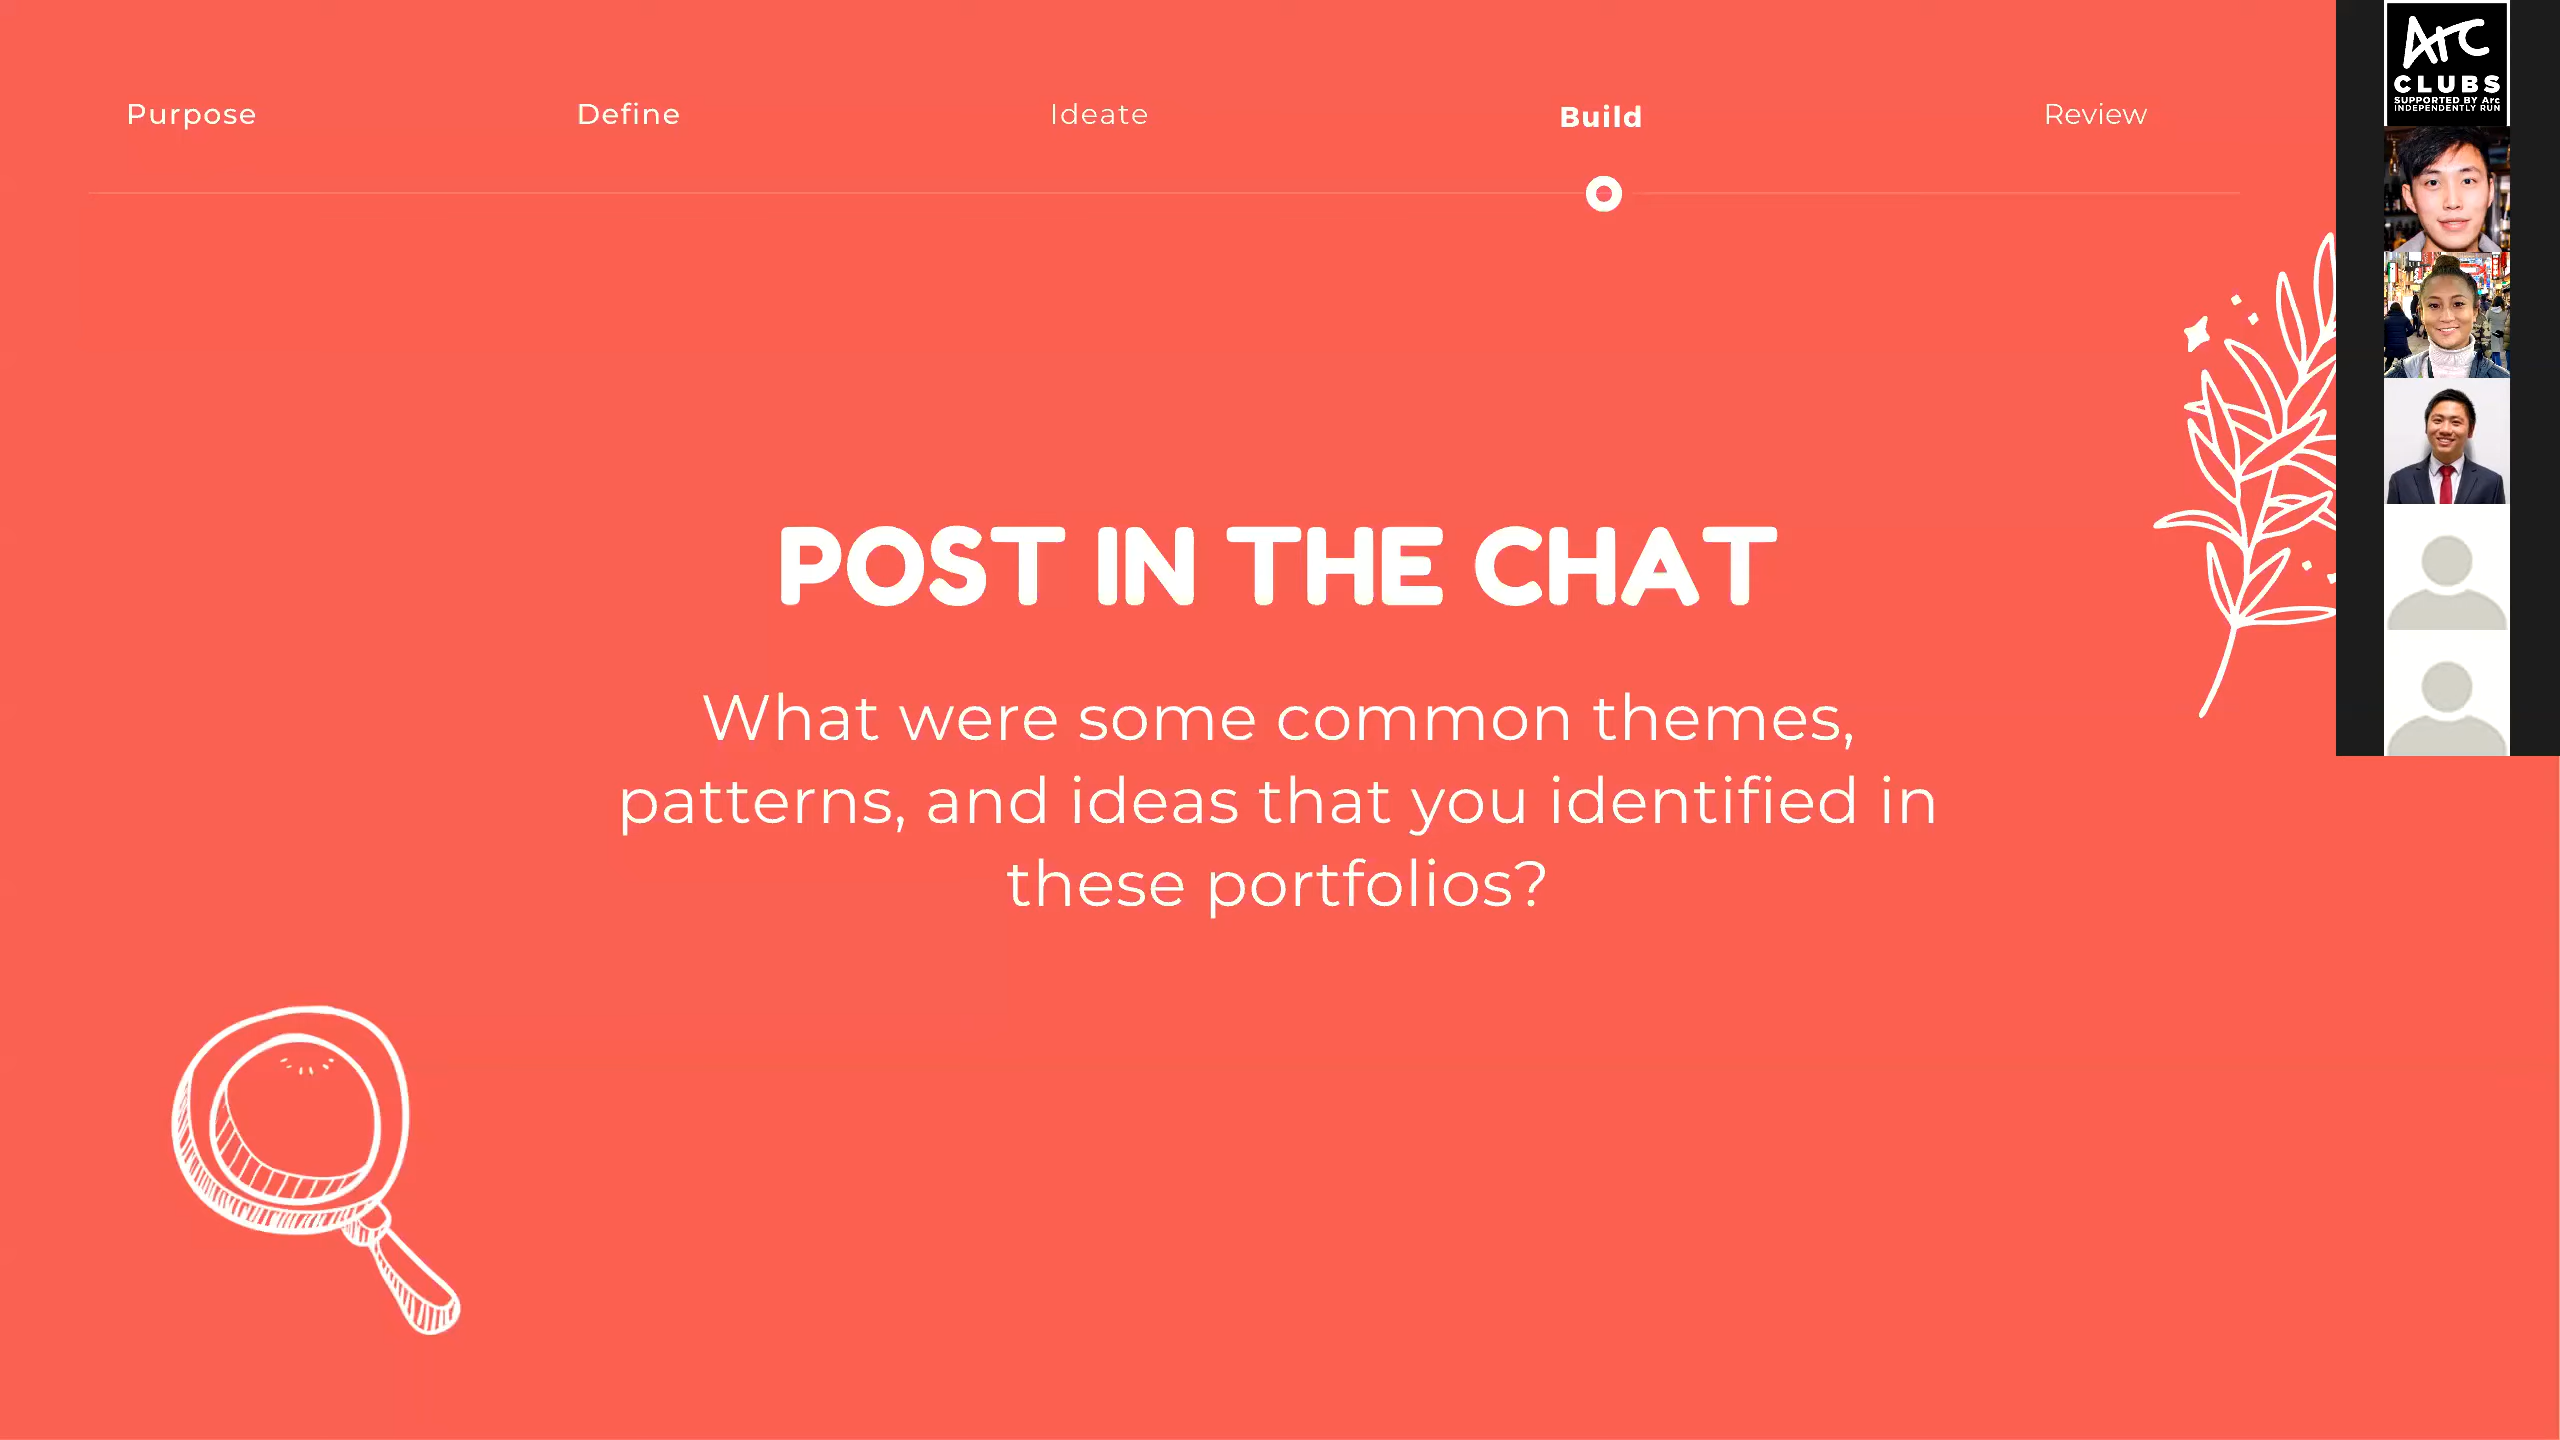 Purpose
Define
Ideate
Build
Review
Arc
CLUBS
SUPPORTED BY Arc
INDEPENDENTLY RUN
POST IN THE CHAT
What were some common themes,
patterns, and ideas that you identified in
these portfolios?